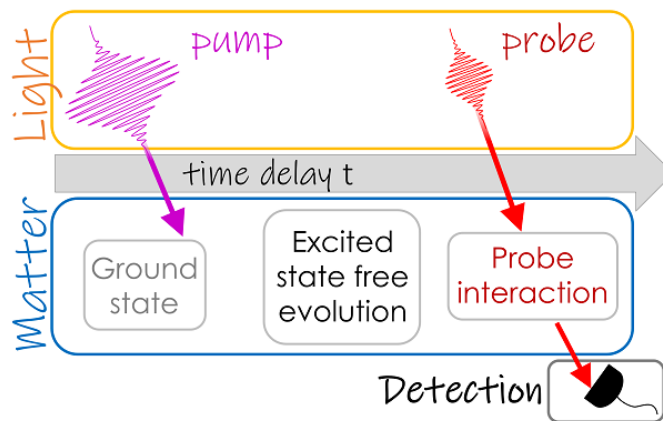 Light
pump
probe
time delay t
Matter
Ground
state
Excited
state free
evolution
Probe
interaction
Detection